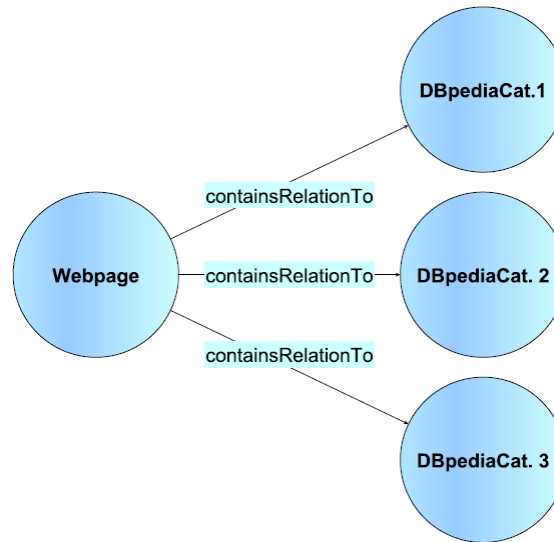 DBpediaCat.1
containsRelationTo
Webpage
containsRelationTo
DBpediaCat. 2
containsRelationTo
DBpediaCat. 3